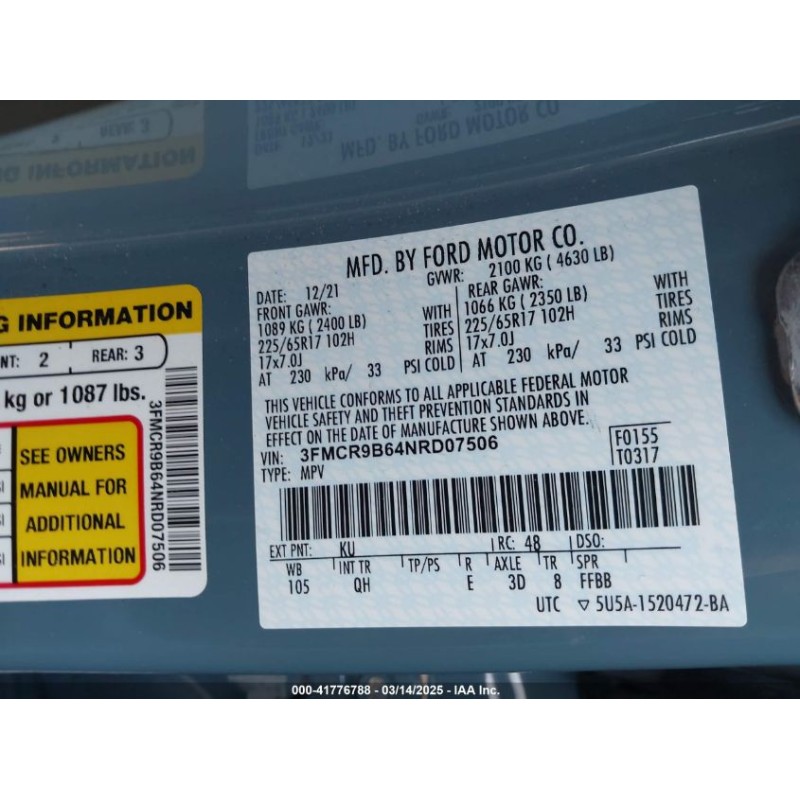 MFD. BY FORD MOTOR CO.
DATE: 12/21 GVWR: 2100 KG ( 4630 LB)
FRONT GAWR: REAR GAWR:
1089 KG ( 2400 LB) WITH 1066 KG ( 2350 LB) WITH
225/65R17 102H TIRES 225/65R17 102H TIRES
17x7.0J RIMS 17x7.0J RIMS
AT 230 kPa/ 33 PSI COLD AT 230 kPa/ 33 PSI COLD
THIS VEHICLE CONFORMS TO ALL APPLICABLE FEDERAL MOTOR
VEHICLE SAFETY AND THEFT PREVENTION STANDARDS IN
EFFECT ON THE DATE OF MANUFACTURE SHOWN ABOVE.
VIN: 3FMCR9B64NRD07506 F0155
TYPE: MPV T0317
EXT PNT: KU RC: 48 DSO:
WB INT TR TP/PS R AXLE TR SPR
105 QH E 3D 8 FFBB
UTC ▽ 5U5A-1520472-BA
G INFORMATION
NT: 2 REAR: 3
kg or 1087 lbs.
SEE OWNERS
MANUAL FOR
ADDITIONAL
INFORMATION
3FMCR9B64NRD07506
000-41776788 - 03/14/2025 - IAA Inc.